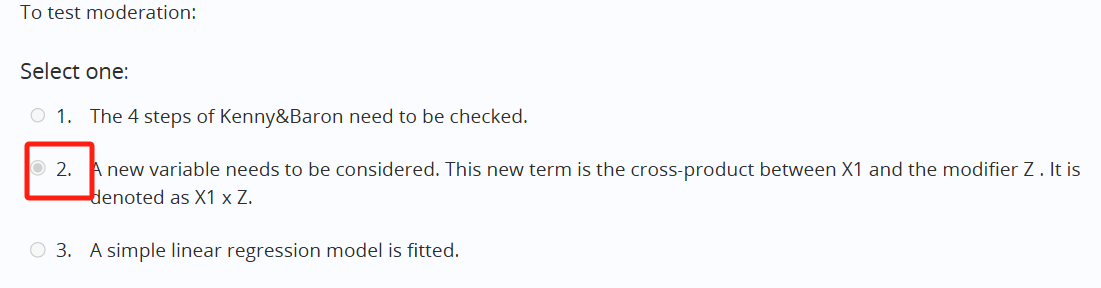 To test moderation:
Select one:
1. The 4 steps of Kenny&Baron need to be checked.
2. A new variable needs to be considered. This new term is the cross-product between X1 and the modifier Z . It is
denoted as X1 x Z.
3. A simple linear regression model is fitted.